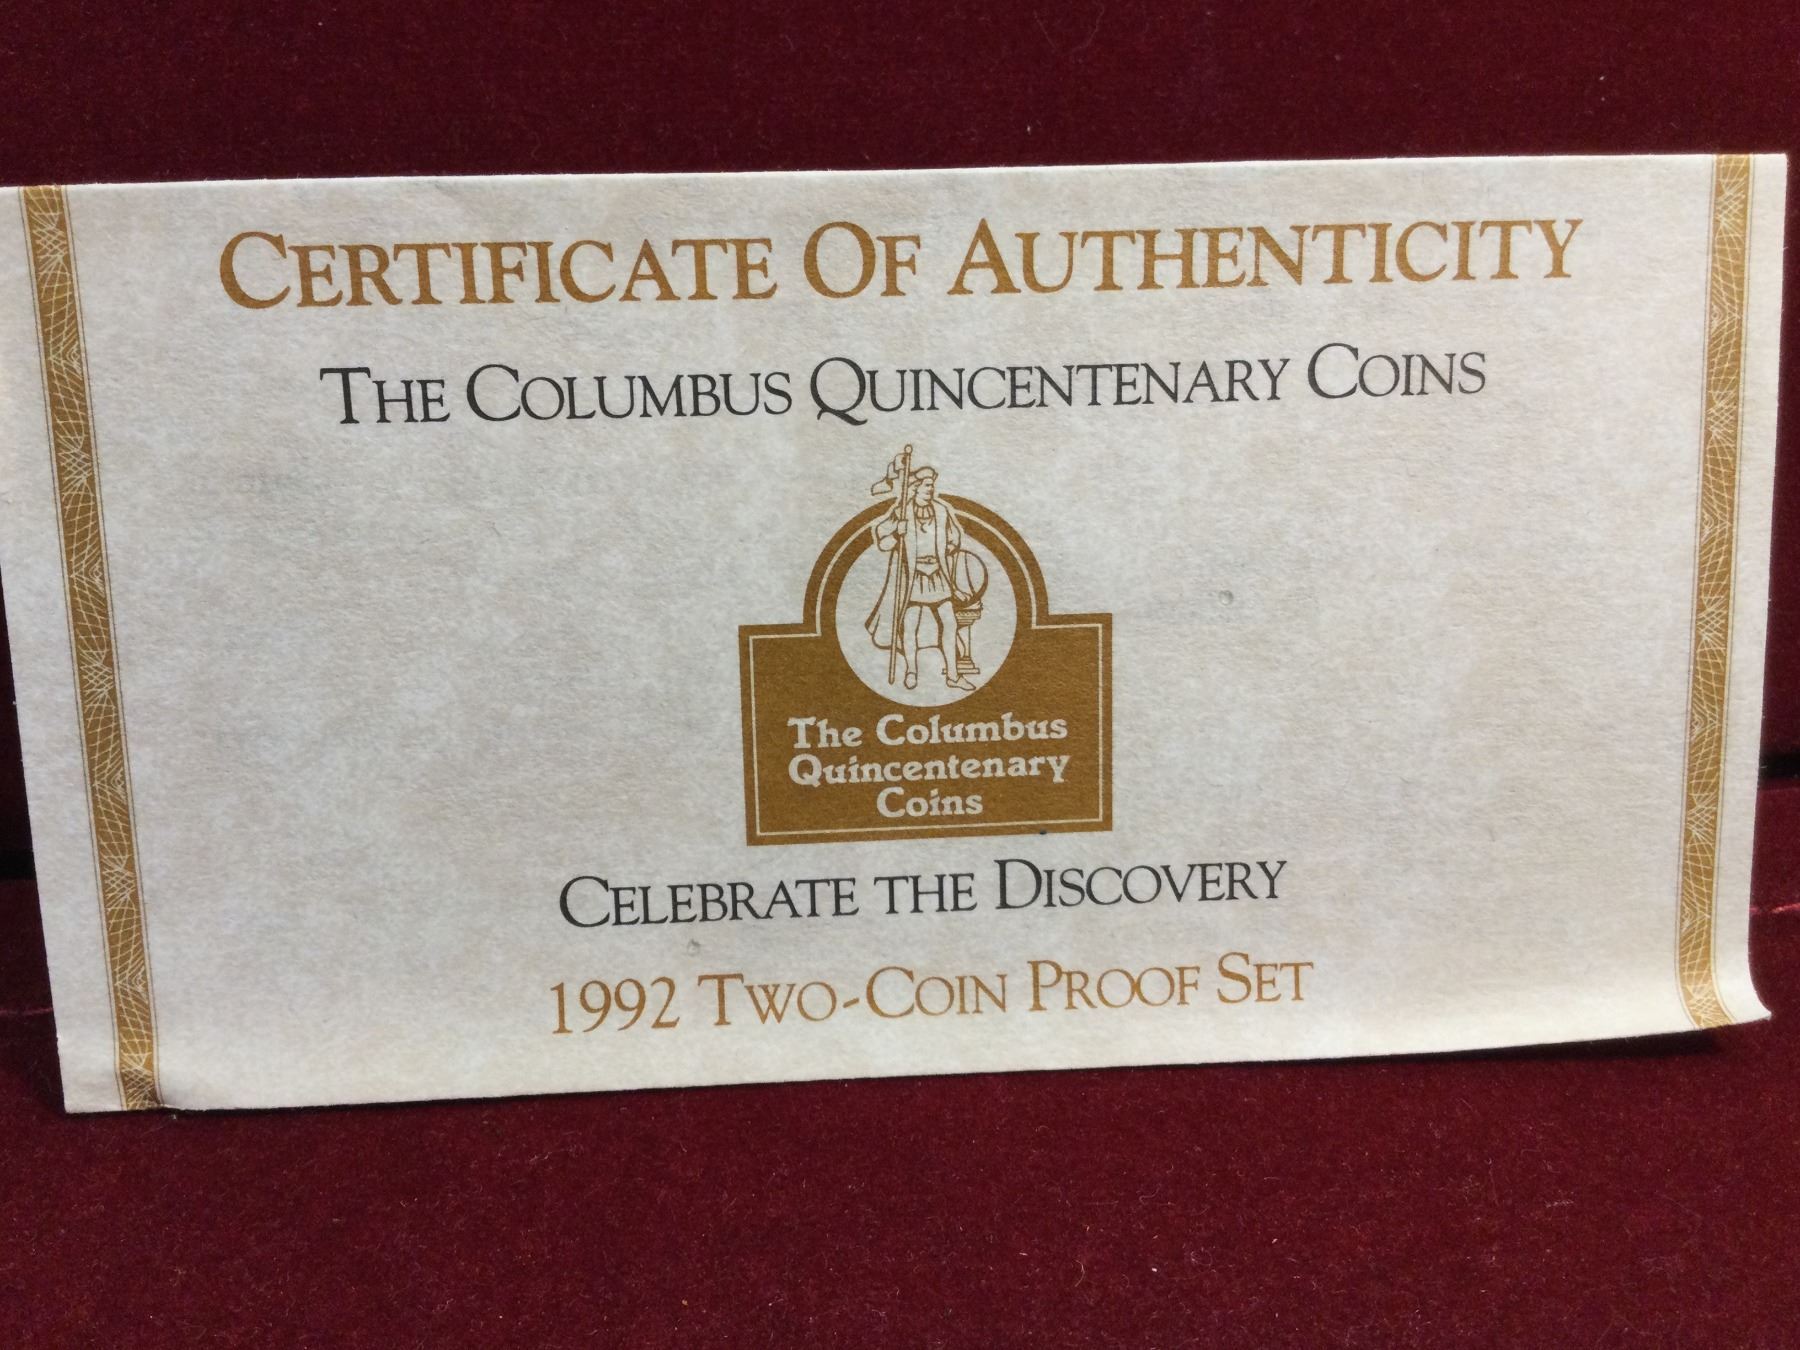 CERTIFICATE OF AUTHENTICITY
THE COLUMBUS QUINCENTENARY COINS
The Columbus
Quincentenary
Coins
CELEBRATE THE DISCOVERY
1992 TWO-COIN PROOF SET